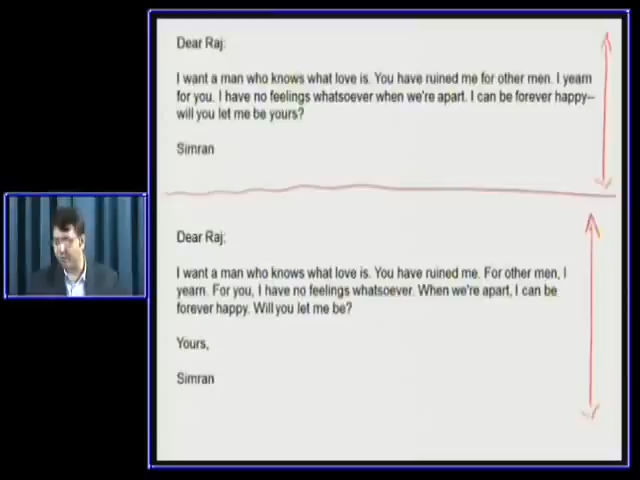 Dear Raj:
I want a man who knows what love is. You have ruined me for other men. I yearn
for you. I have no feelings whatsoever when we're apart. I can be forever happy--
will you let me be yours?
Simran
Dear Raj:
I want a man who knows what love is. You have ruined me. For other men, I
yearn. For you, I have no feelings whatsoever. When we're apart, I can be
forever happy. Will you let me be?
Yours,
Simran